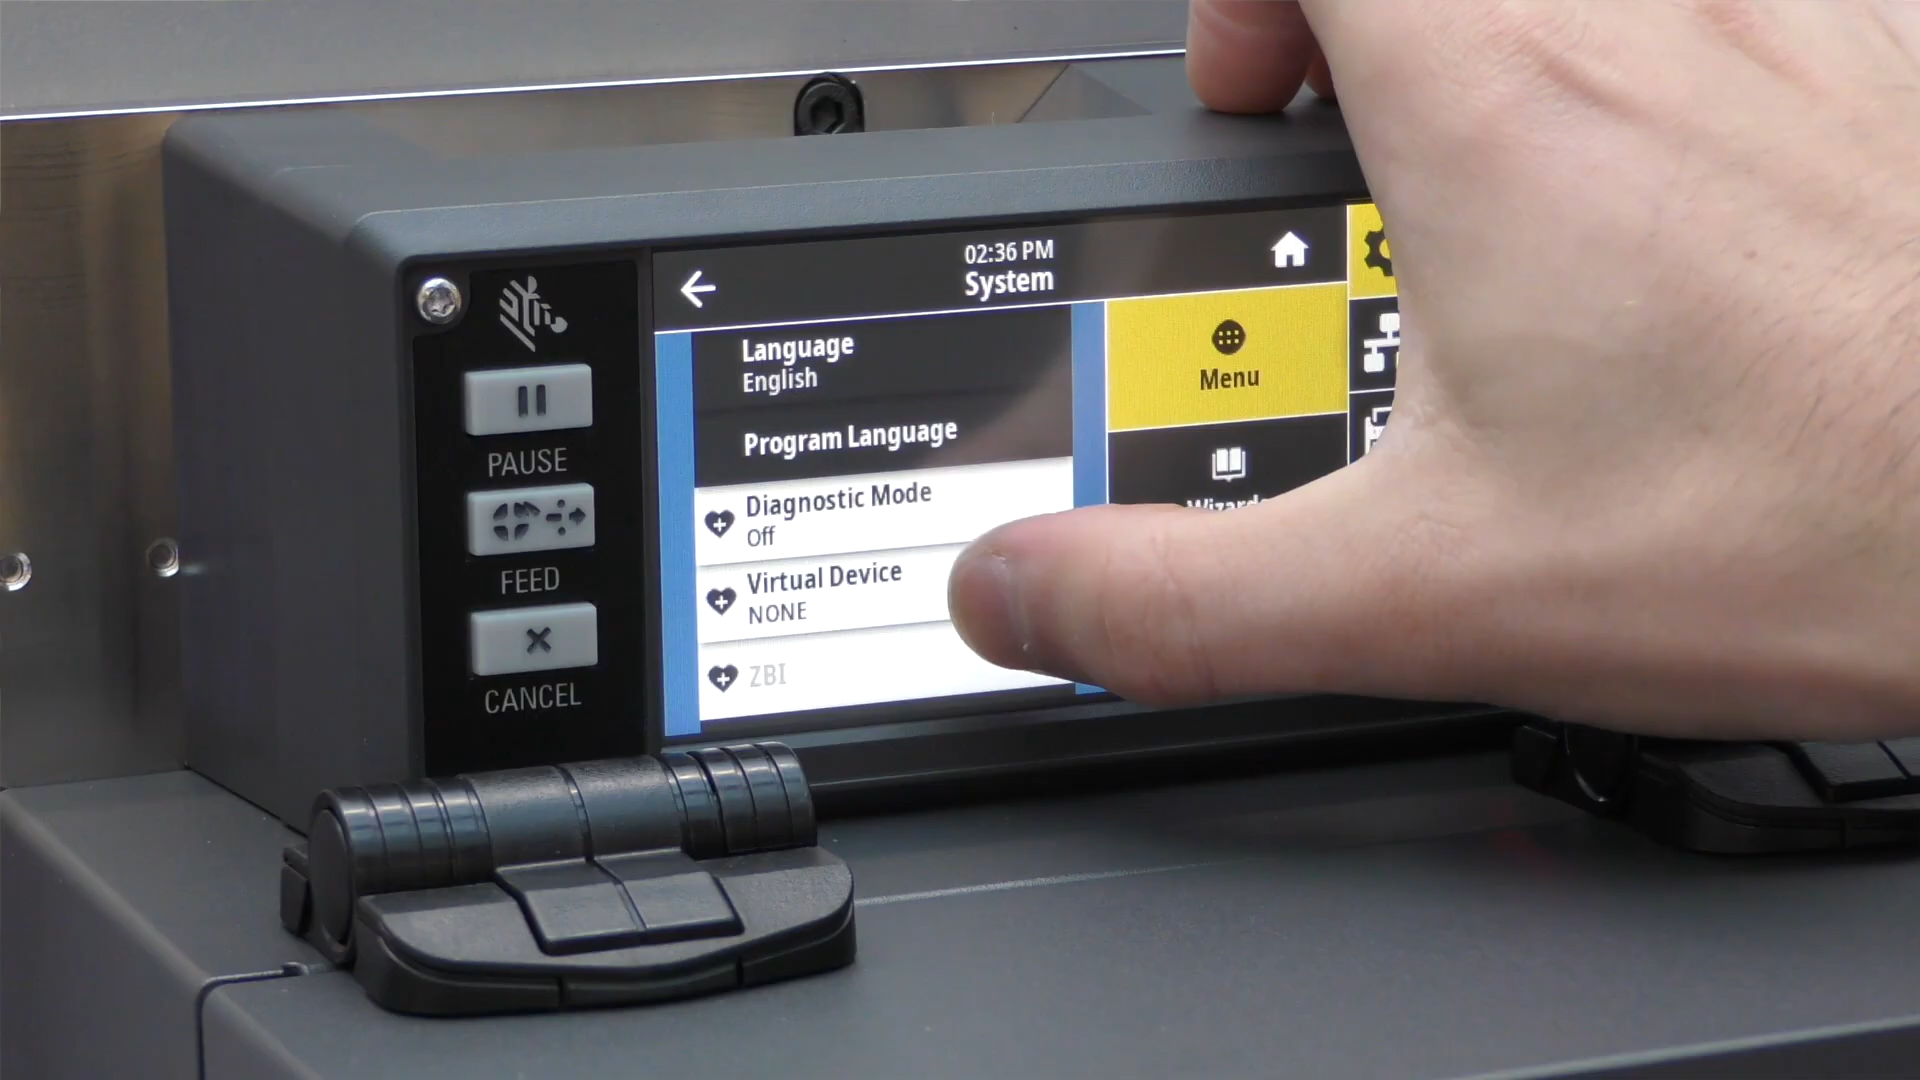 02:36 PM
System
Language
English
Program Language
Diagnostic Mode
Off
Virtual Device
NONE
ZBI
Menu
PAUSE
FEED
CANCEL